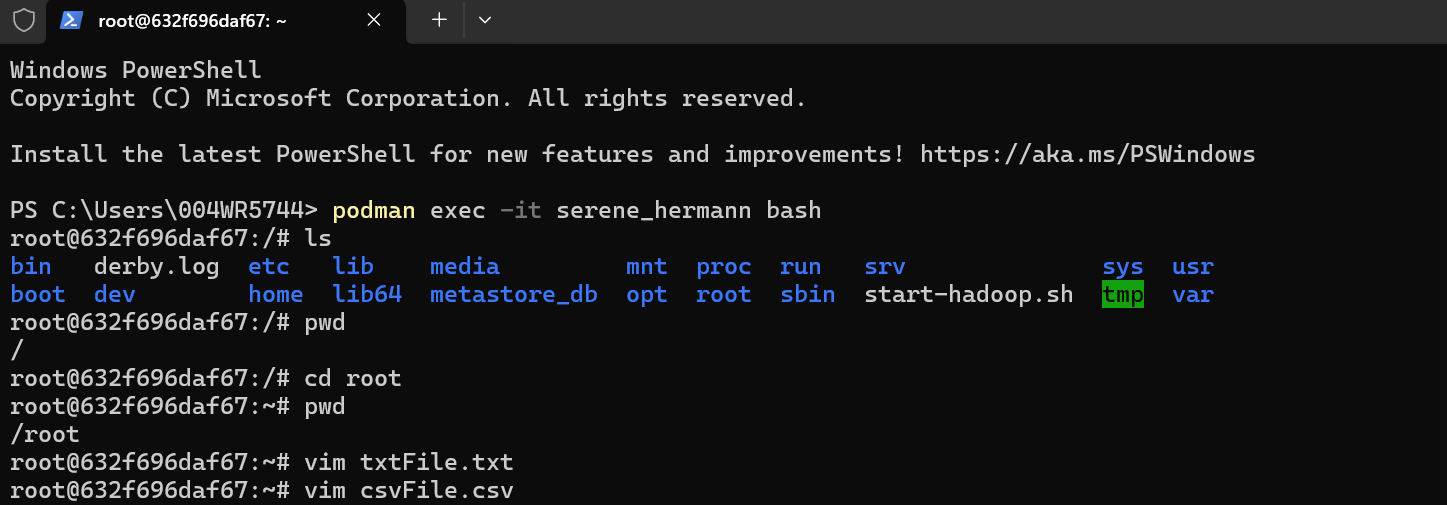 root@632f696daf67: ~
Windows PowerShell
Copyright (C) Microsoft Corporation. All rights reserved.
Install the latest PowerShell for new features and improvements! https://aka.ms/PSWindows
PS C:\Users\004WR5744> podman exec -it serene_hermann bash
root@632f696daf67:/# ls
bin derby.log etc lib media mnt proc run srv sys usr
boot dev home lib64 metastore_db opt root sbin start-hadoop.sh tmp var
root@632f696daf67:/# pwd
/
root@632f696daf67:/# cd root
root@632f696daf67:~# pwd
/root
root@632f696daf67:~# vim txtFile.txt
root@632f696daf67:~# vim csvFile.csv